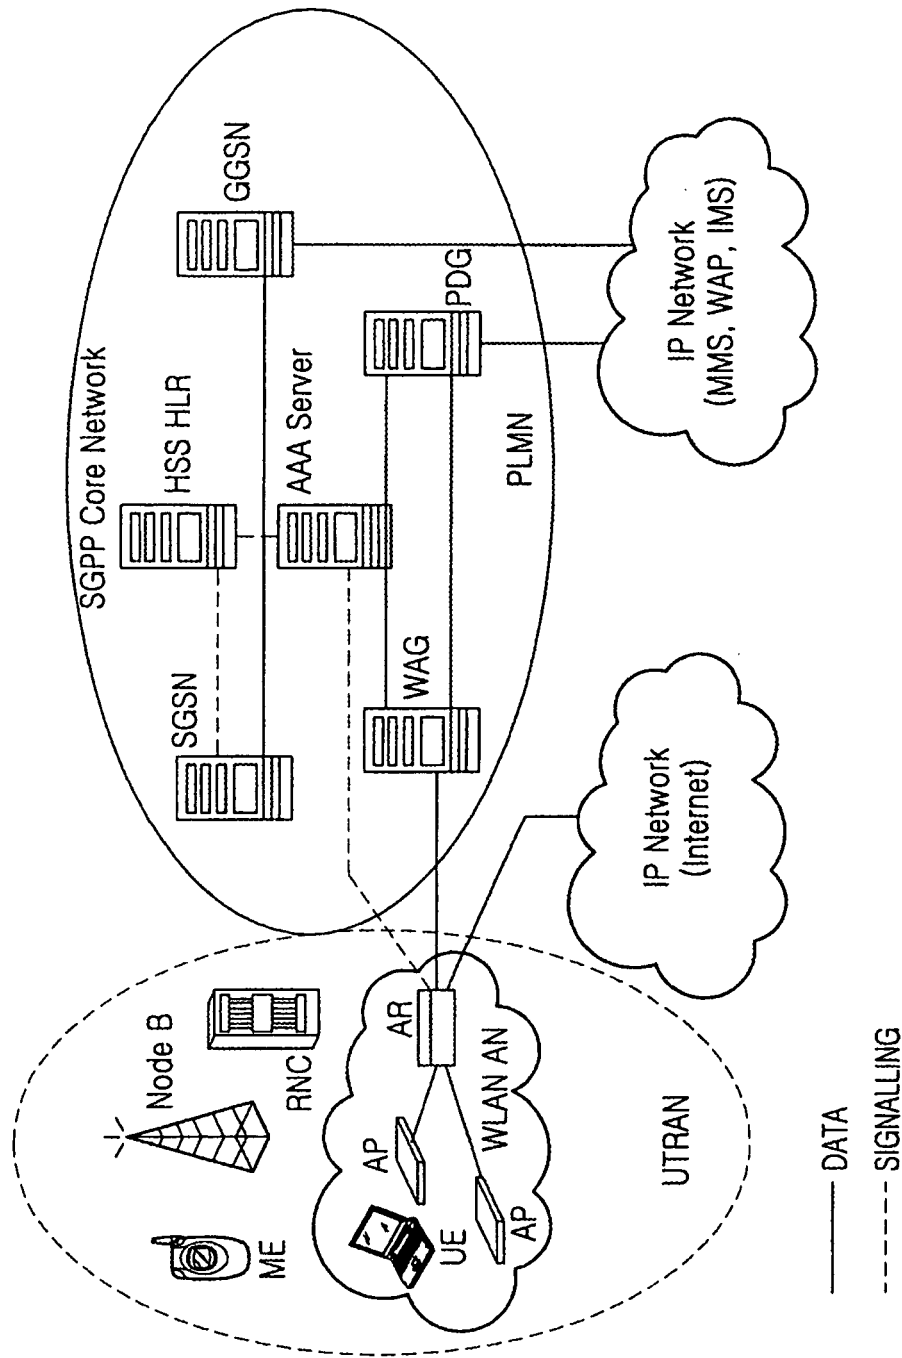 SGPP Core Network
SGSN
HSS HLR
GGSN
AAA Server
WAG
PDG
PLMN
ME
Node B
RNC
AP
AR
UE
AP
WLAN AN
UTRAN
IP Network
(Internet)
IP Network
(MMS, WAP, IMS)
DATA
SIGNALLING